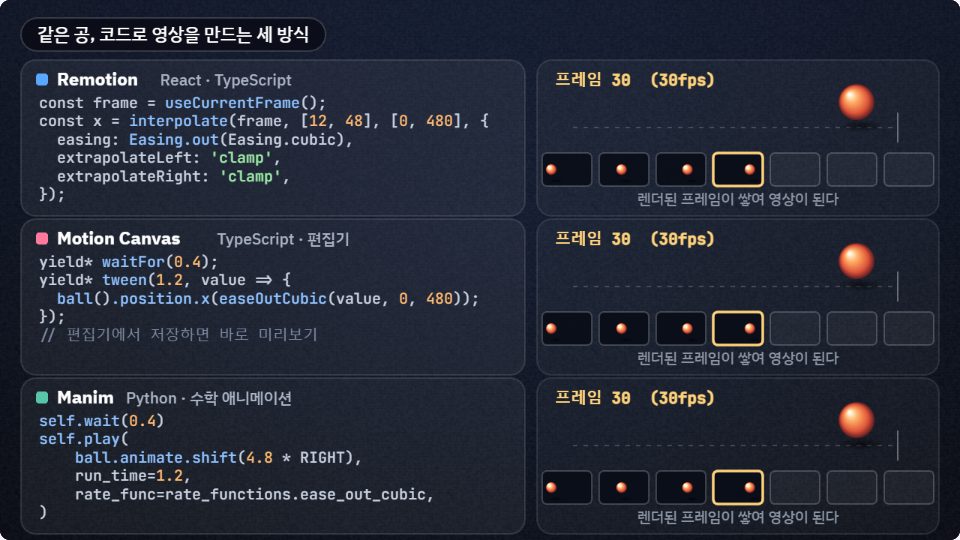 같은 공, 코드로 영상을 만드는 세 방식
Remotion React · TypeScript
const frame = useCurrentFrame();
const x = interpolate(frame, [12, 48], [0, 480], {
  easing: Easing.out(Easing.cubic),
  extrapolateLeft: 'clamp',
  extrapolateRight: 'clamp',
});
프레임 30 (30fps)
렌더된 프레임이 쌓여 영상이 된다
Motion Canvas TypeScript · 편집기
yield* waitFor(0.4);
yield* tween(1.2, value => {
  ball().position.x(easeOutCubic(value, 0, 480));
});
// 편집기에서 저장하면 바로 미리보기
프레임 30 (30fps)
렌더된 프레임이 쌓여 영상이 된다
Manim Python · 수학 애니메이션
self.wait(0.4)
self.play(
    ball.animate.shift(4.8 * RIGHT),
    run_time=1.2,
    rate_func=rate_functions.ease_out_cubic,
)
프레임 30 (30fps)
렌더된 프레임이 쌓여 영상이 된다